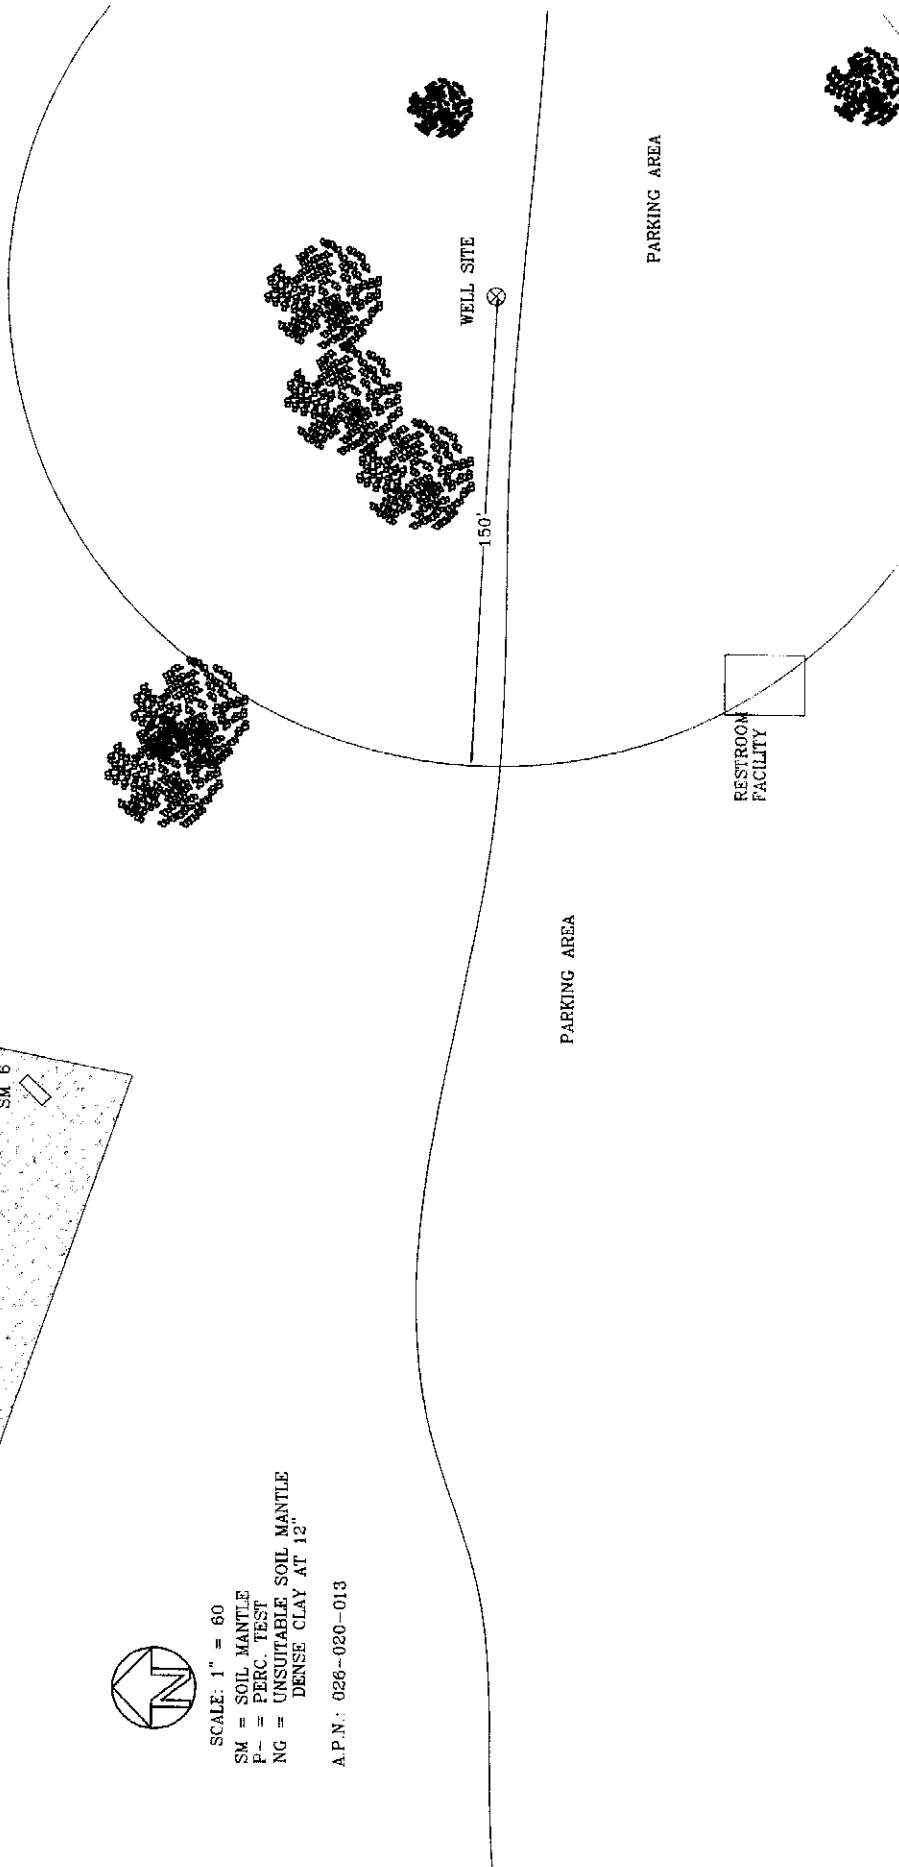 SM 6
N
SCALE: 1" = 60
SM = SOIL MANTLE
P- = PERC. TEST
NG = UNSUITABLE SOIL MANTLE
DENSE CLAY AT 12"
A.P.N.: 026-020-013
WELL SITE
150'
PARKING AREA
PARKING AREA
RESTROOM
FACILITY